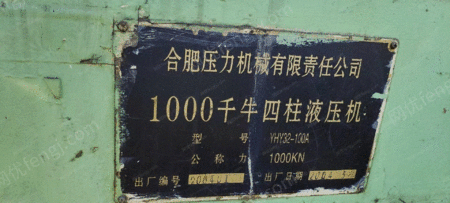 合肥压力机械有限责任公司
1000千牛四柱液压机
型号 YHY32-100A
公称力 1000KN
出厂编号 出厂日期